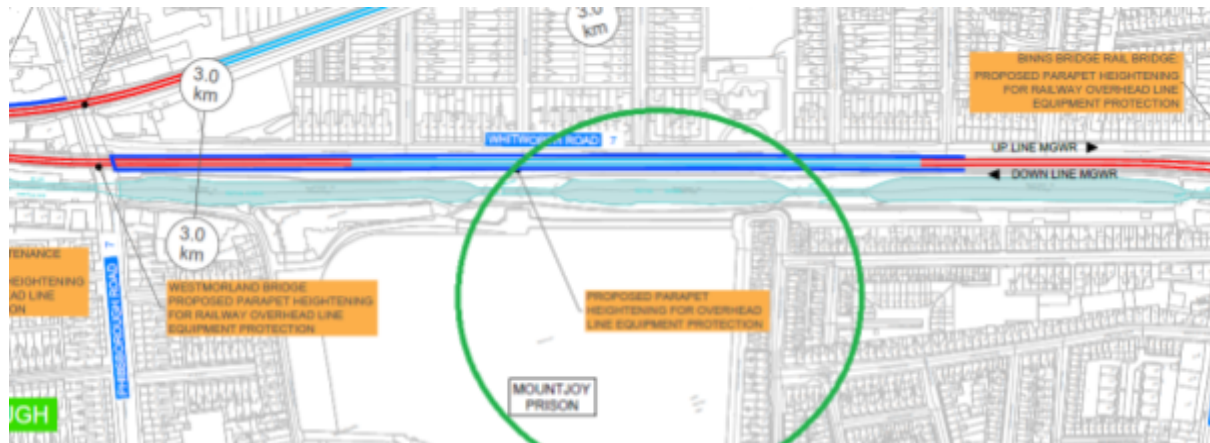 3.0
km
3.0
km
BINNS BRIDGE RAIL BRIDGE:
PROPOSED PARAPET HEIGHTENING
FOR RAILWAY OVERHEAD LINE
EQUIPMENT PROTECTION
WHITWORTH ROAD 7
UP LINE MGWR
DOWN LINE MGWR
3.0
km
TENANCE
HEIGHTENING
AD LINE
ON
PHIBSBOROUGH ROAD 7
WESTMORLAND BRIDGE
PROPOSED PARAPET HEIGHTENING
FOR RAILWAY OVERHEAD LINE
EQUIPMENT PROTECTION
PROPOSED PARAPET
HEIGHTENING FOR OVERHEAD
LINE EQUIPMENT PROTECTION
MOUNTJOY
PRISON
UGH